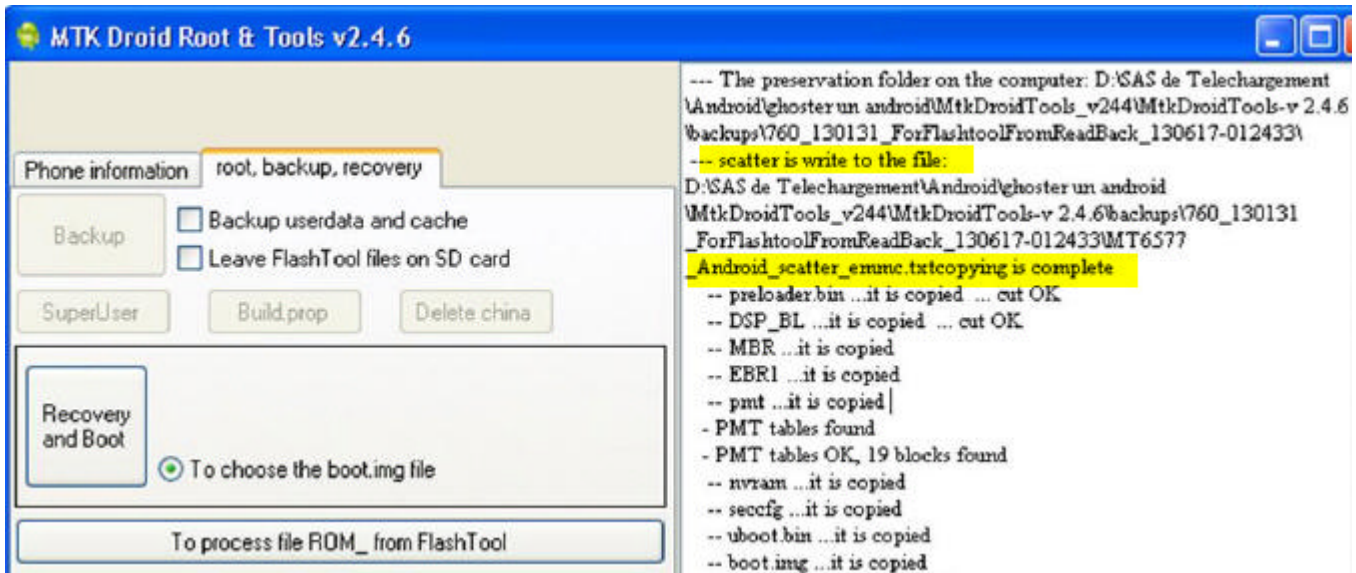 MTK Droid Root & Tools v2.4.6
Phone information
root, backup, recovery
Backup
Backup userdata and cache
Leave FlashTool files on SD card
SuperUser
Build.prop
Delete china
Recovery
and Boot
To choose the boot.img file
To process file ROM_ from FlashTool
--- The preservation folder on the computer: D:\SAS de Telechargement
\Android\ghoster un android\MtkDroidTools_v244\MtkDroidTools-v 2.4.6
\backups\760_130131_ForFlashtoolFromReadBack_130617-012433\
--- scatter is write to the file:
D:\SAS de Telechargement\Android\ghoster un android
\MtkDroidTools_v244\MtkDroidTools-v 2.4.6\backups\760_130131
_ForFlashtoolFromReadBack_130617-012433\MT6577
_Android_scatter_emmc.txtcopying is complete
-- preloader.bin ...it is copied ... cut OK
-- DSP_BL ...it is copied ... cut OK
-- MBR ...it is copied
-- EBR1 ...it is copied
-- pmt ...it is copied
- PMT tables found
- PMT tables OK, 19 blocks found
-- nvram ...it is copied
-- seccfg ...it is copied
-- uboot.bin ...it is copied
-- boot.img ...it is copied